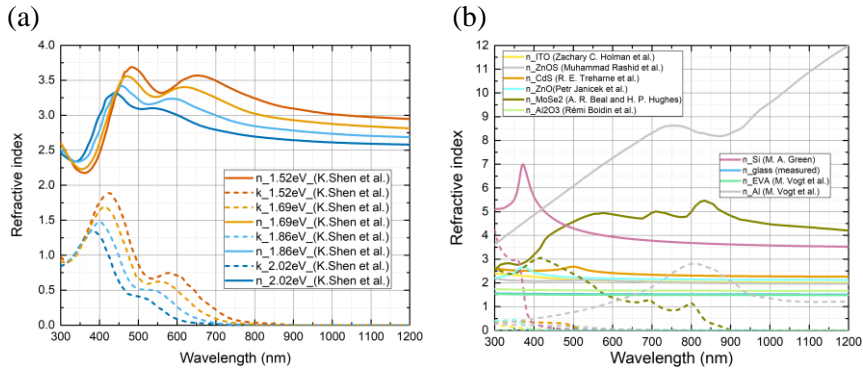 (a)
(b)
4.0
3.5
3.0
2.5
2.0
1.5
1.0
0.5
0.0
Refractive index
n_1.52eV_(K.Shen et al.)
k_1.52eV_(K.Shen et al.)
k_1.69eV_(K.Shen et al.)
n_1.69eV_(K.Shen et al.)
k_1.86eV_(K.Shen et al.)
n_1.86eV_(K.Shen et al.)
k_2.02eV_(K.Shen et al.)
n_2.02eV_(K.Shen et al.)
300 400 500 600 700 800 900 1000 1100 1200
Wavelength (nm)
12
11
10
9
8
7
6
5
4
3
2
1
0
Refractive index
n_ITO (Zachary C. Holman et al.)
n_ZnOS (Muhammad Rashid et al.)
n_CdS (R. E. Treharne et al.)
n_ZnO(Petr Janicek et al.)
n_MoSe2 (A. R. Beal and H. P. Hughes)
n_Al2O3 (Rémi Boidin et al.)
n_Si (M. A. Green)
n_glass (measured)
n_EVA (M. Vogt et al.)
n_Al (M. Vogt et al.)
300 400 500 600 700 800 900 1000 1100 1200
Wavelength (nm)